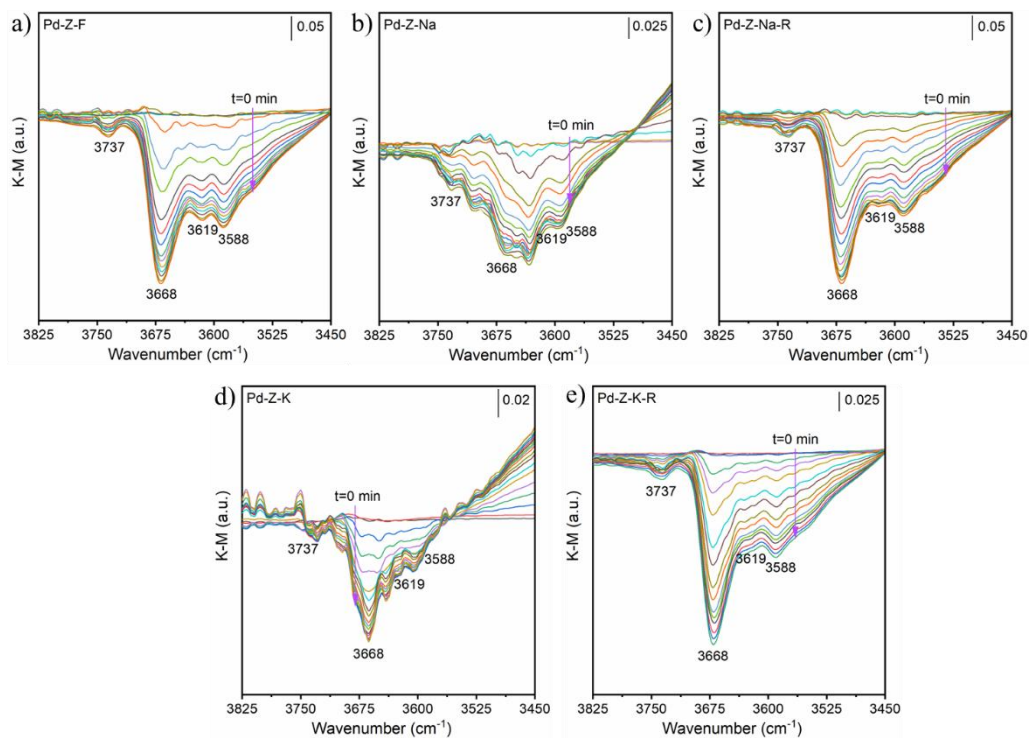 a) Pd-Z-F 0.05
t=0 min
3737
3619
3588
3668
K-M (a.u.)
3825 3750 3675 3600 3525 3450
Wavenumber (cm⁻¹)
b) Pd-Z-Na 0.025
t=0 min
3737
3619
3588
3668
K-M (a.u.)
3825 3750 3675 3600 3525 3450
Wavenumber (cm⁻¹)
c) Pd-Z-Na-R 0.05
t=0 min
3737
3619
3588
3668
K-M (a.u.)
3825 3750 3675 3600 3525 3450
Wavenumber (cm⁻¹)
d) Pd-Z-K 0.02
t=0 min
3737
3588
3619
3668
K-M (a.u.)
3825 3750 3675 3600 3525 3450
Wavenumber (cm⁻¹)
e) Pd-Z-K-R 0.025
t=0 min
3737
3619
3588
3668
K-M (a.u.)
3825 3750 3675 3600 3525 3450
Wavenumber (cm⁻¹)